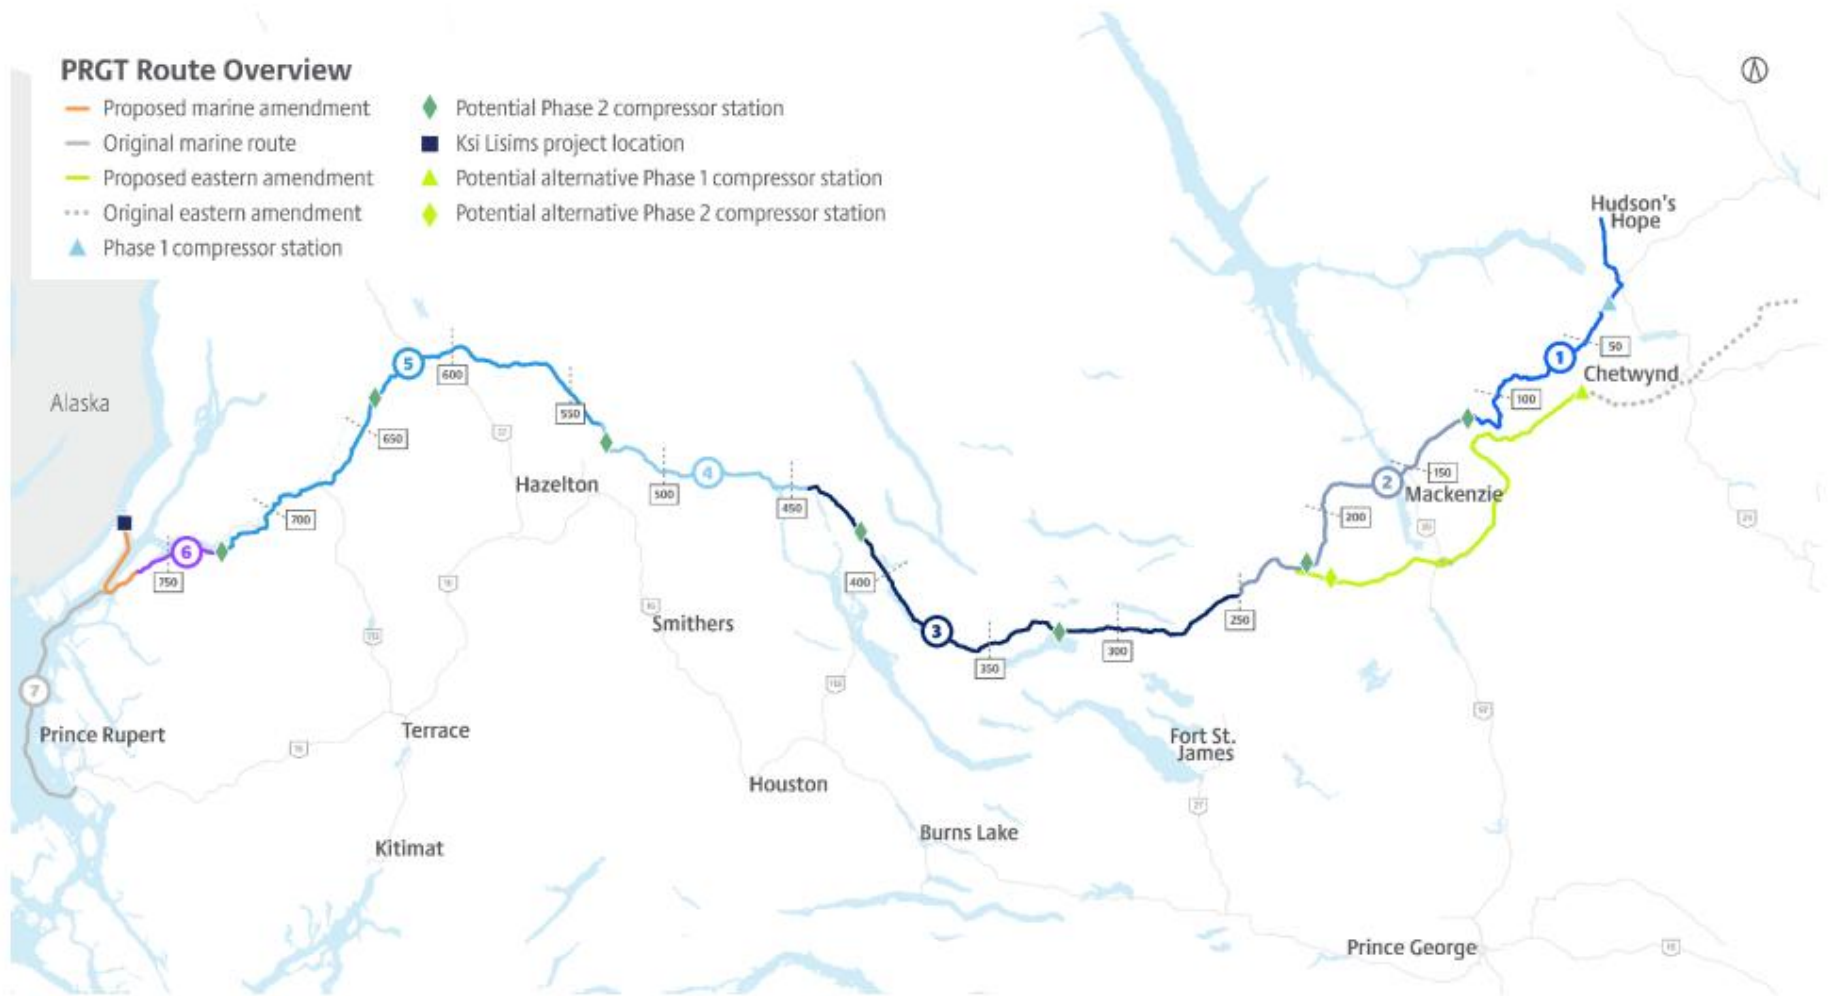 PRGT Route Overview
Proposed marine amendment
Original marine route
Proposed eastern amendment
Original eastern amendment
Phase 1 compressor station
Potential Phase 2 compressor station
Ksi Lisims project location
Potential alternative Phase 1 compressor station
Potential alternative Phase 2 compressor station
Hudson's
Hope
50
1
Chetwynd
100
150
2
Mackenzie
200
250
300
350
3
400
450
4
500
550
600
5
650
700
6
750
7
Alaska
Hazelton
Smithers
Terrace
Prince Rupert
Kitimat
Houston
Burns Lake
Fort St.
James
Prince George
16
16
27